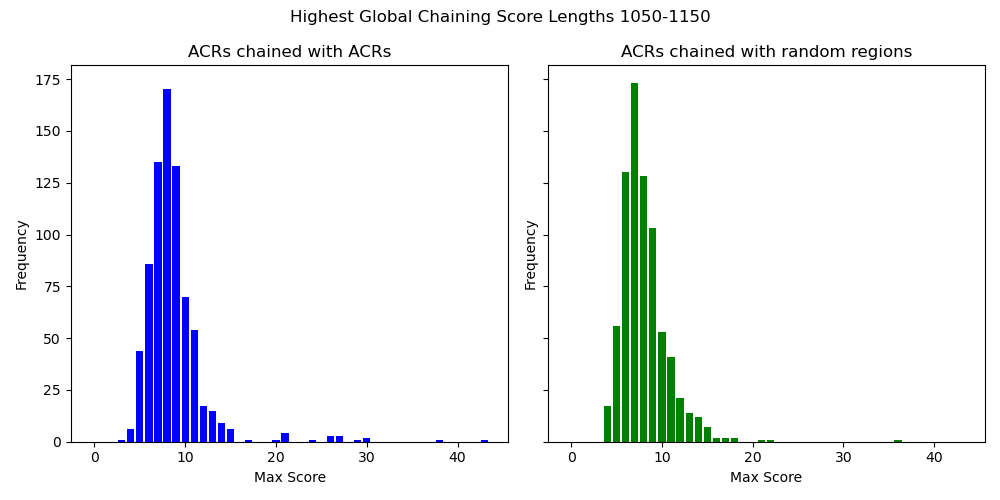 Highest Global Chaining Score Lengths 1050-1150
ACRs chained with ACRs
175
150
125
100
75
50
25
0
Frequency
0 10 20 30 40
Max Score
ACRs chained with random regions
Frequency
0 10 20 30 40
Max Score